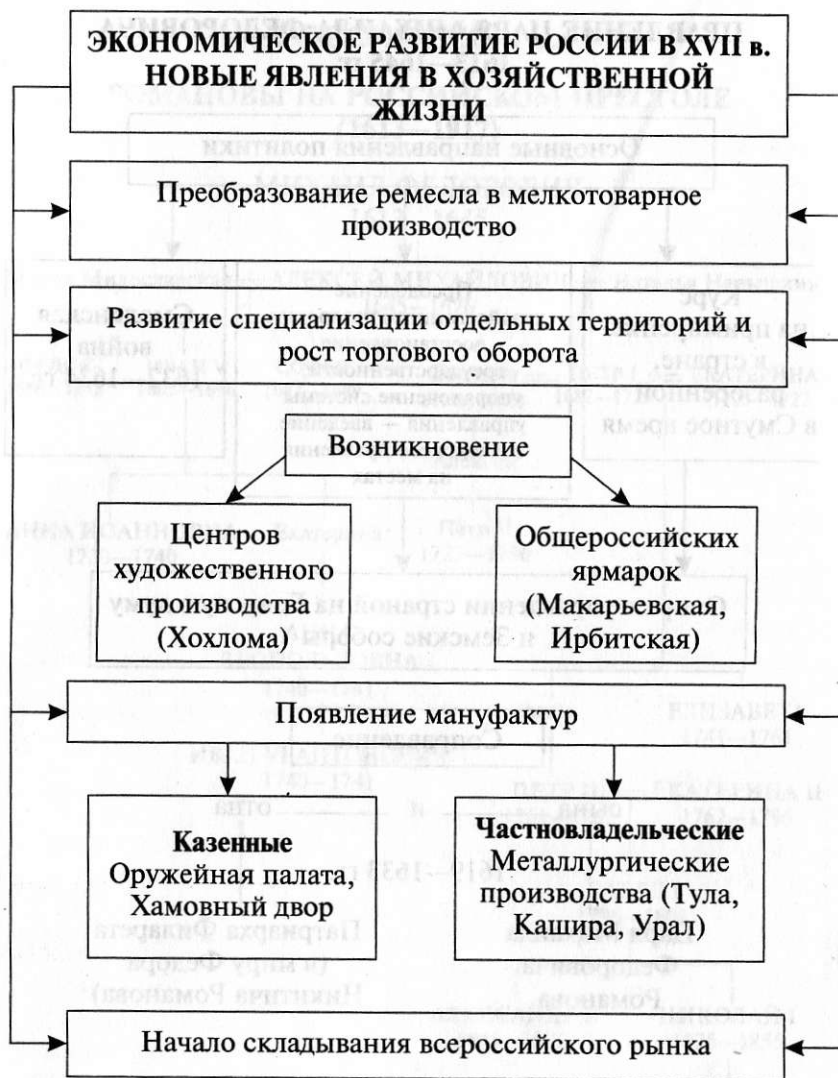 ЭКОНОМИЧЕСКОЕ РАЗВИТИЕ РОССИИ В XVII в.
НОВЫЕ ЯВЛЕНИЯ В ХОЗЯЙСТВЕННОЙ
ЖИЗНИ
Преобразование ремесла в мелкотоварное
производство
Развитие специализации отдельных территорий и
рост торгового оборота
Возникновение
Центров
художественного
производства
(Хохлома)
Общероссийских
ярмарок
(Макарьевская,
Ирбитская)
Появление мануфактур
Казенные
Оружейная палата,
Хамовный двор
Частновладельческие
Металлургические
производства (Тула,
Кашира, Урал)
Начало складывания всероссийского рынка